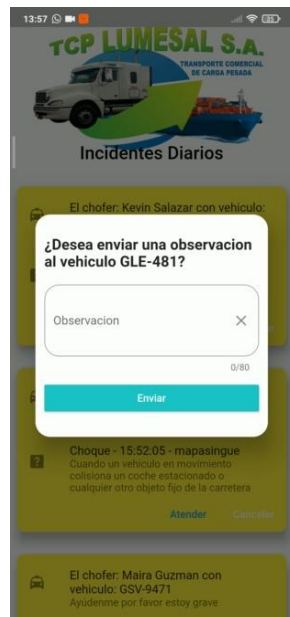 13:57
TCP LUMESAL S.A.
TRANSPORTE COMERCIAL
DE CARGA PESADA
Incidentes Diarios
El chofer: Kevin Salazar con vehiculo:
¿Desea enviar una observacion
al vehiculo GLE-481?
Observacion
0/80
Enviar
Choque - 15:52:05 - mapasingue
Cuando un vehiculo en movimiento
colisiona un coche estacionado o
cualquier otro objeto fijo de la carretera
Atender Cancelar
El chofer: Maira Guzman con
vehiculo: GSV-9471
Ayúdenme por favor estoy grave